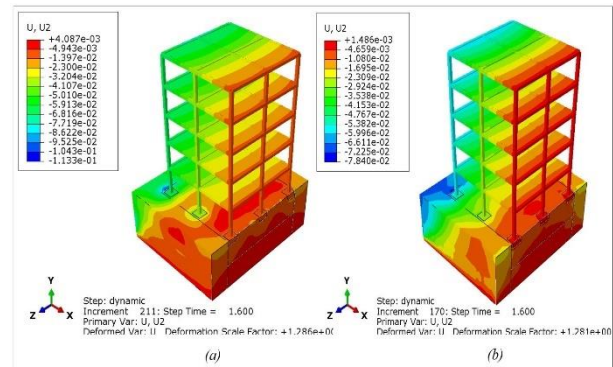 U, U2
+4.087e-03
-4.943e-03
-1.397e-02
-2.300e-02
-3.204e-02
-4.107e-02
-5.010e-02
-5.913e-02
-6.816e-02
-7.719e-02
-8.622e-02
-9.525e-02
-1.043e-01
-1.133e-01
Y
Z X
Step: dynamic
Increment 211: Step Time = 1.600
Primary Var: U, U2
Deformed Var: U Deformation Scale Factor: +1.286e+00
(a)
U, U2
+1.486e-03
-4.659e-03
-1.080e-02
-1.695e-02
-2.309e-02
-2.924e-02
-3.538e-02
-4.153e-02
-4.767e-02
-5.382e-02
-5.996e-02
-6.611e-02
-7.225e-02
-7.840e-02
Y
Z X
Step: dynamic
Increment 170: Step Time = 1.600
Primary Var: U, U2
Deformed Var: U Deformation Scale Factor: +1.281e+00
(b)